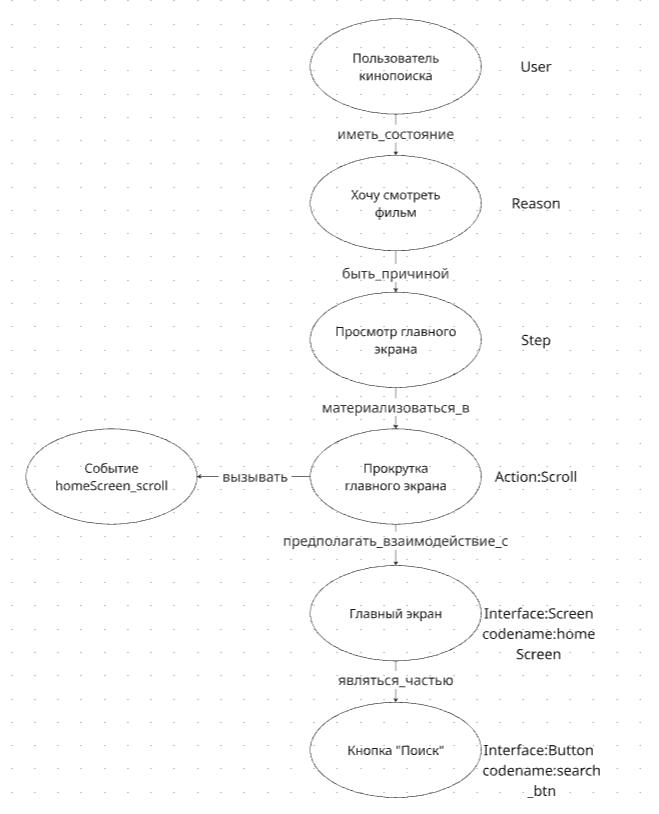 Пользователь
кинопоиска
User
иметь_состояние
Хочу смотреть
фильм
Reason
быть_причиной
Просмотр главного
экрана
Step
материализоваться_в
Событие
homeScreen_scroll
вызывать
Прокрутка
главного экрана
Action:Scroll
предполагать_взаимодействие_с
Главный экран
Interface:Screen
codename:home
Screen
являться_частью
Кнопка "Поиск"
Interface:Button
codename:search
_btn